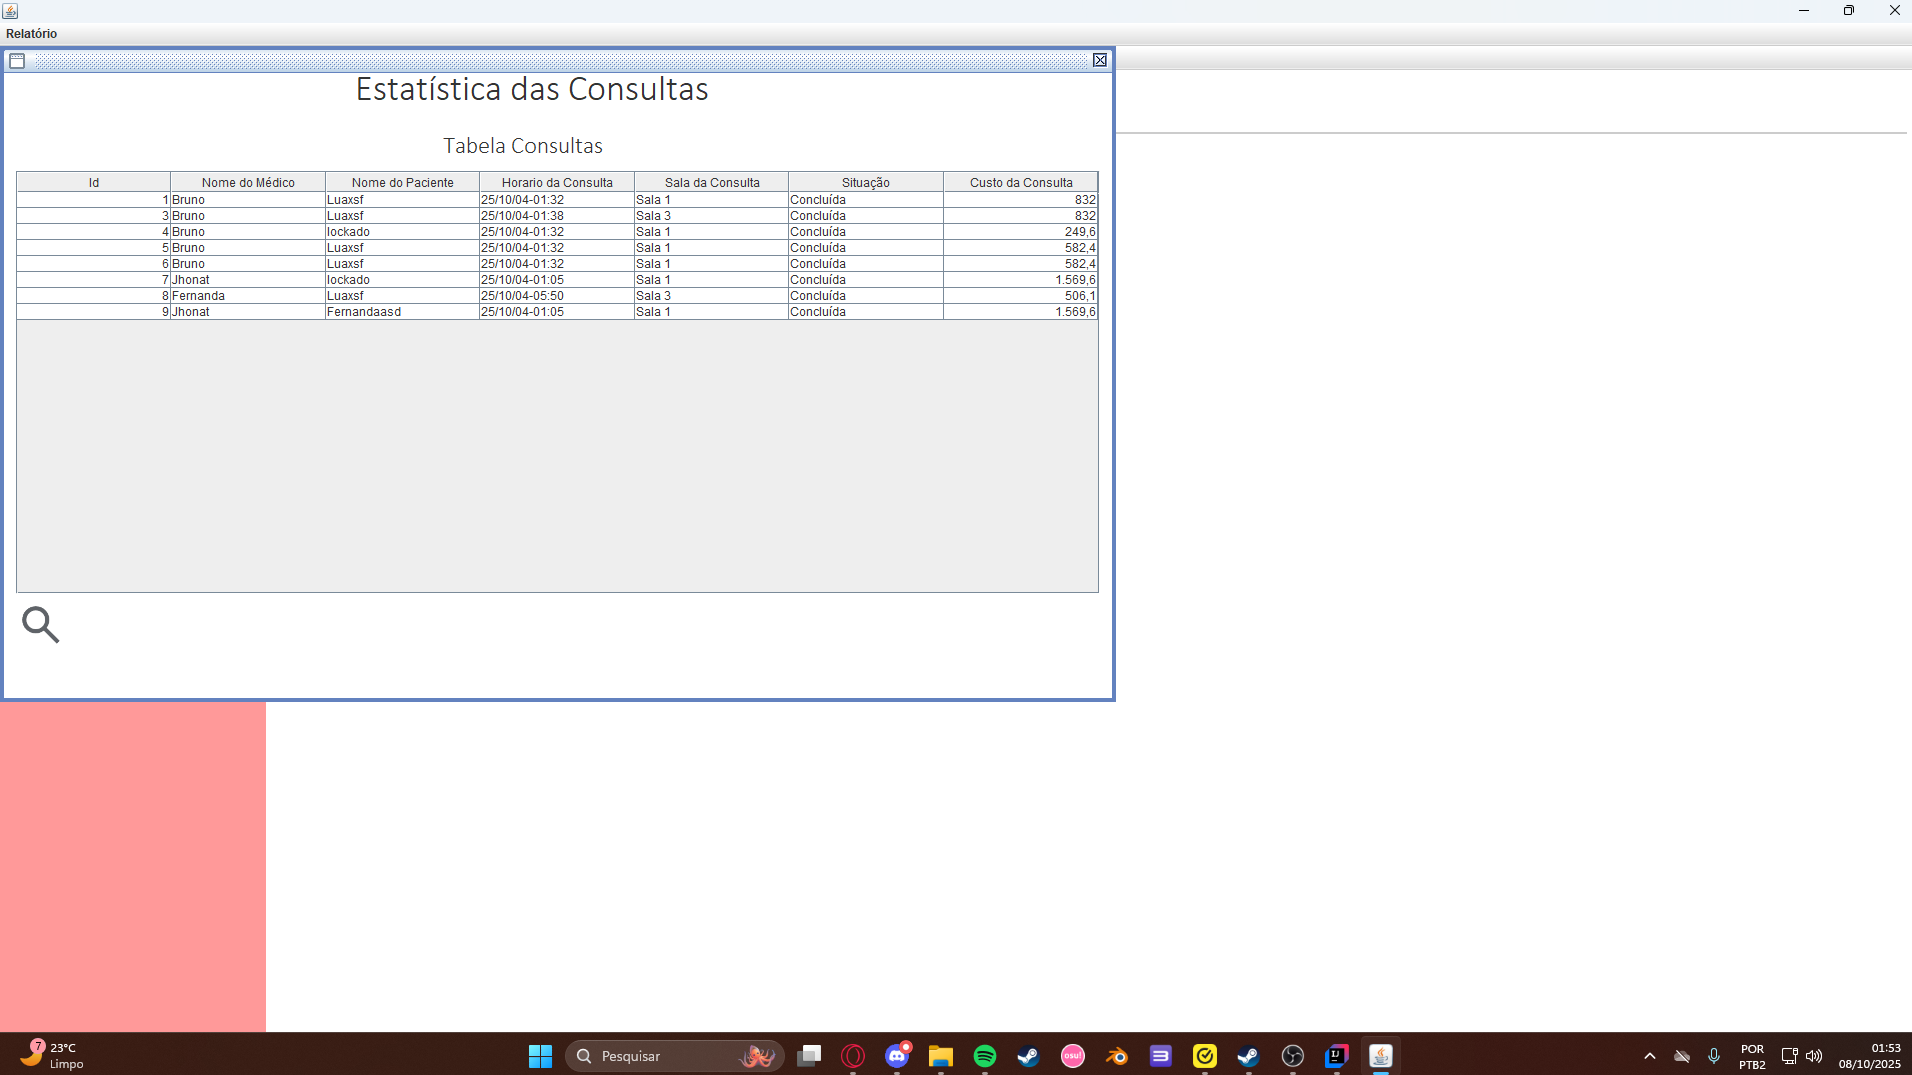 Relatório
Estatística das Consultas
Tabela Consultas
Id Nome do Médico Nome do Paciente Horario da Consulta Sala da Consulta Situação Custo da Consulta
1 Bruno Luaxsf 25/10/04-01:32 Sala 1 Concluída 832
3 Bruno Luaxsf 25/10/04-01:38 Sala 3 Concluída 832
4 Bruno lockado 25/10/04-01:32 Sala 1 Concluída 249,6
5 Bruno Luaxsf 25/10/04-01:32 Sala 1 Concluída 582,4
6 Bruno Luaxsf 25/10/04-01:32 Sala 1 Concluída 582,4
7 Jhonat lockado 25/10/04-01:05 Sala 1 Concluída 1.569,6
8 Fernanda Luaxsf 25/10/04-05:50 Sala 3 Concluída 506,1
9 Jhonat Fernandaasd 25/10/04-01:05 Sala 1 Concluída 1.569,6
7 23°C
Limpo
Pesquisar
osu!
IJ
POR
PTB2
01:53
08/10/2025